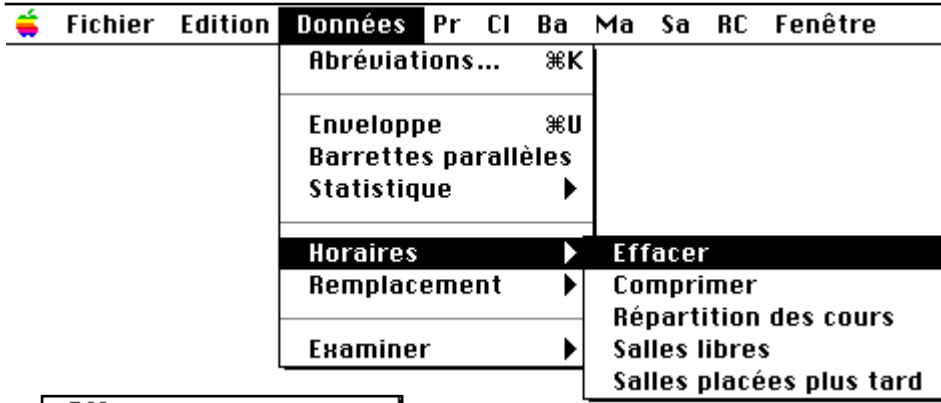 Fichier Edition Données Pr Cl Ba Ma Sa RC Fenêtre
Abréviations... ⌘K
Enveloppe ⌘U
Barrettes parallèles
Statistique
Horaires
Remplacement
Examiner
Effacer
Comprimer
Répartition des cours
Salles libres
Salles placées plus tard